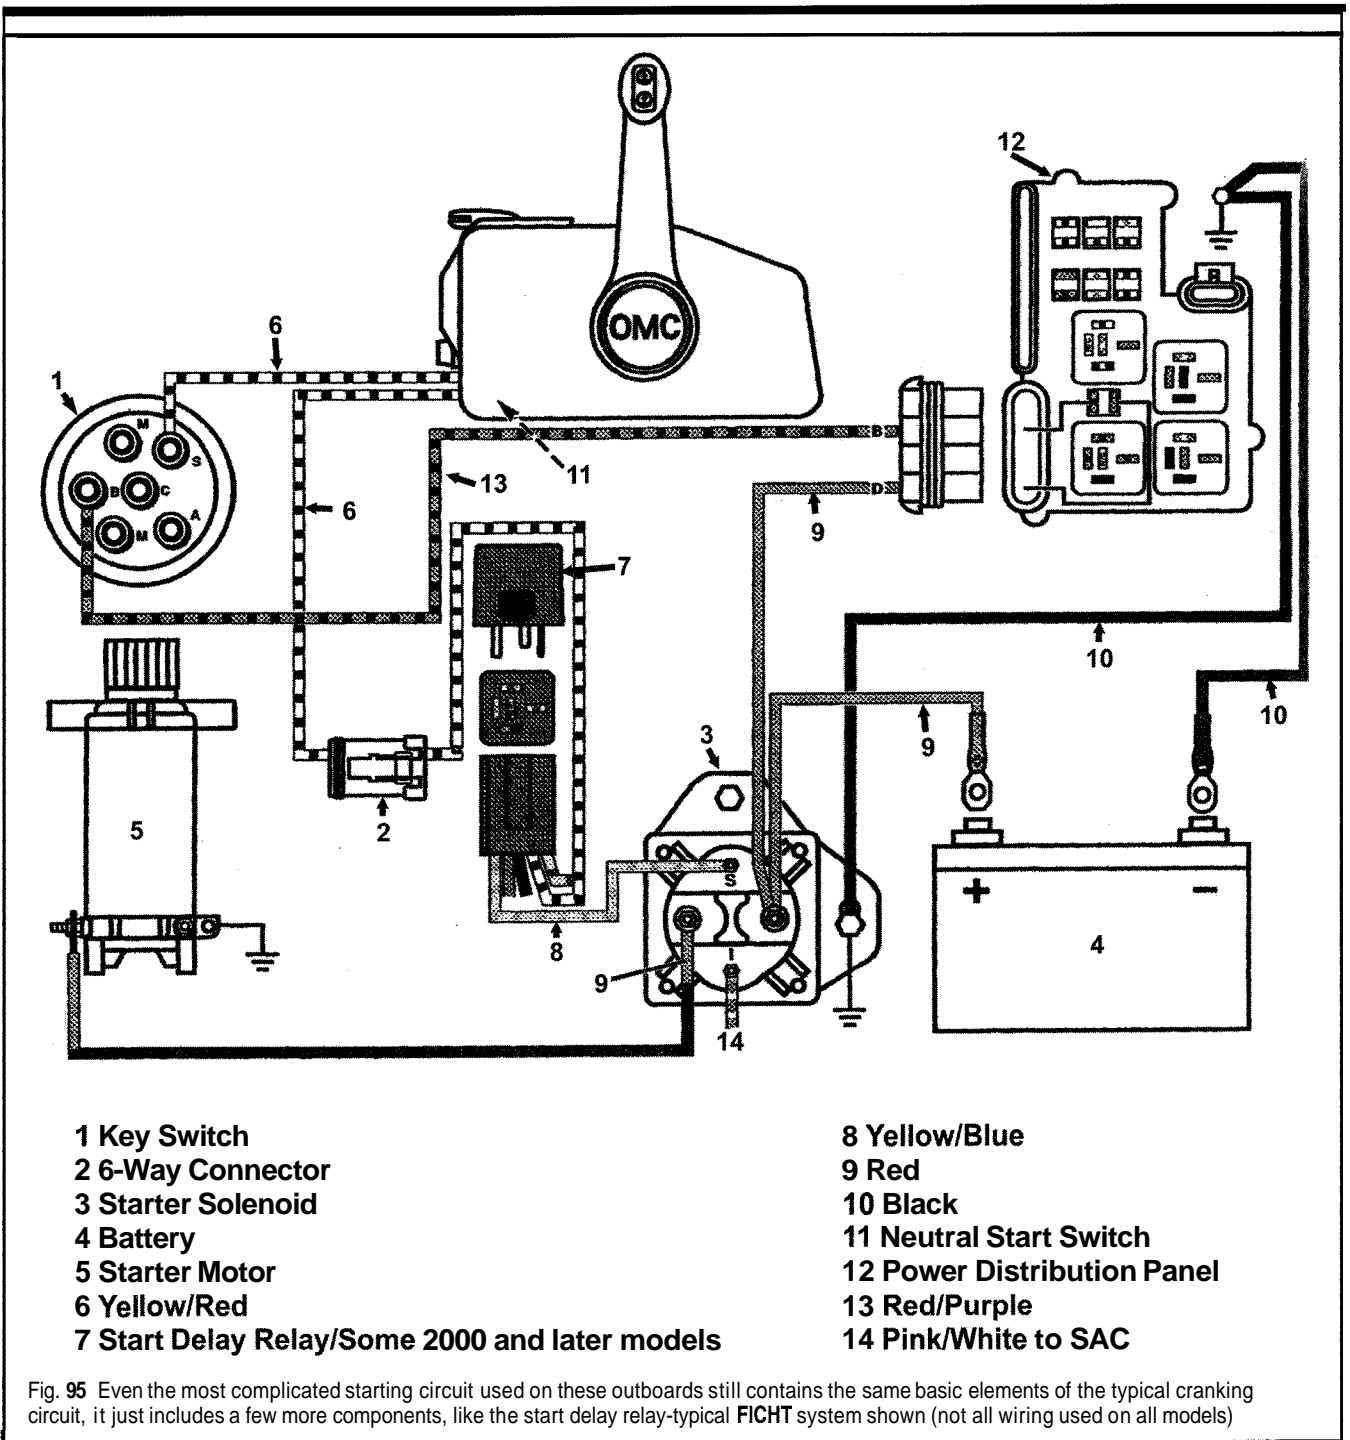 12
R
OMC
6
1
M
S
B
C
A
M
B
D
11
13
9
6
7
10
10
9
3
2
5
S
I
8
9
14
+
-
4
1 Key Switch
2 6-Way Connector
3 Starter Solenoid
4 Battery
5 Starter Motor
6 Yellow/Red
7 Start Delay Relay/Some 2000 and later models
8 Yellow/Blue
9 Red
10 Black
11 Neutral Start Switch
12 Power Distribution Panel
13 Red/Purple
14 Pink/White to SAC
Fig. 95 Even the most complicated starting circuit used on these outboards still contains the same basic elements of the typical cranking
circuit, it just includes a few more components, like the start delay relay-typical FICHT system shown (not all wiring used on all models)